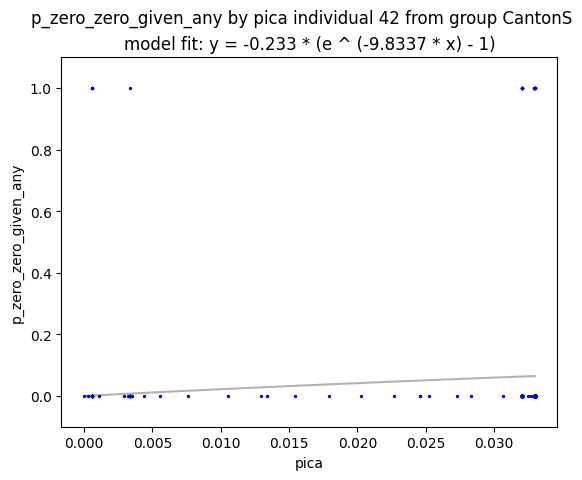 p_zero_zero_given_any by pica individual 42 from group CantonS
model fit: y = -0.233 * (e ^ (-9.8337 * x) - 1)
1.0
0.8
0.6
0.4
0.2
0.0
p_zero_zero_given_any
0.000 0.005 0.010 0.015 0.020 0.025 0.030
pica